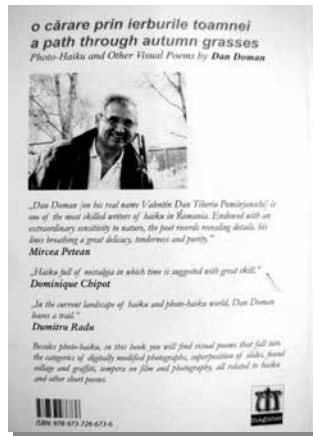 o cărare prin ierburile toamnei
a path through autumn grasses
Photo-Haiku and Other Visual Poems by Dan Doman
„Dan Doman [on his real name Valentin Dan Tiberiu Pomîrjanschi] is
one of the most skilled writers of haiku in Romania. Endowed with an
extraordinary sensitivity to nature, the poet records revealing details, his
lines breathing a great delicacy, tenderness and purity.”
Mircea Petean
„Haiku full of nostalgia in which time is suggested with great skill.”
Dominique Chipot
„In the current landscape of haiku and photo-haiku world, Dan Doman
leaves a trail.”
Dumitru Radu
Besides photo-haiku, in this book you will find visual poems that fall into
the categories of digitally modified photographs, superposition of slides, found
collage and graffiti, tempera on film and photography, all related to haiku
and other short poems.
ISBN: 978-973-726-673-6
magister